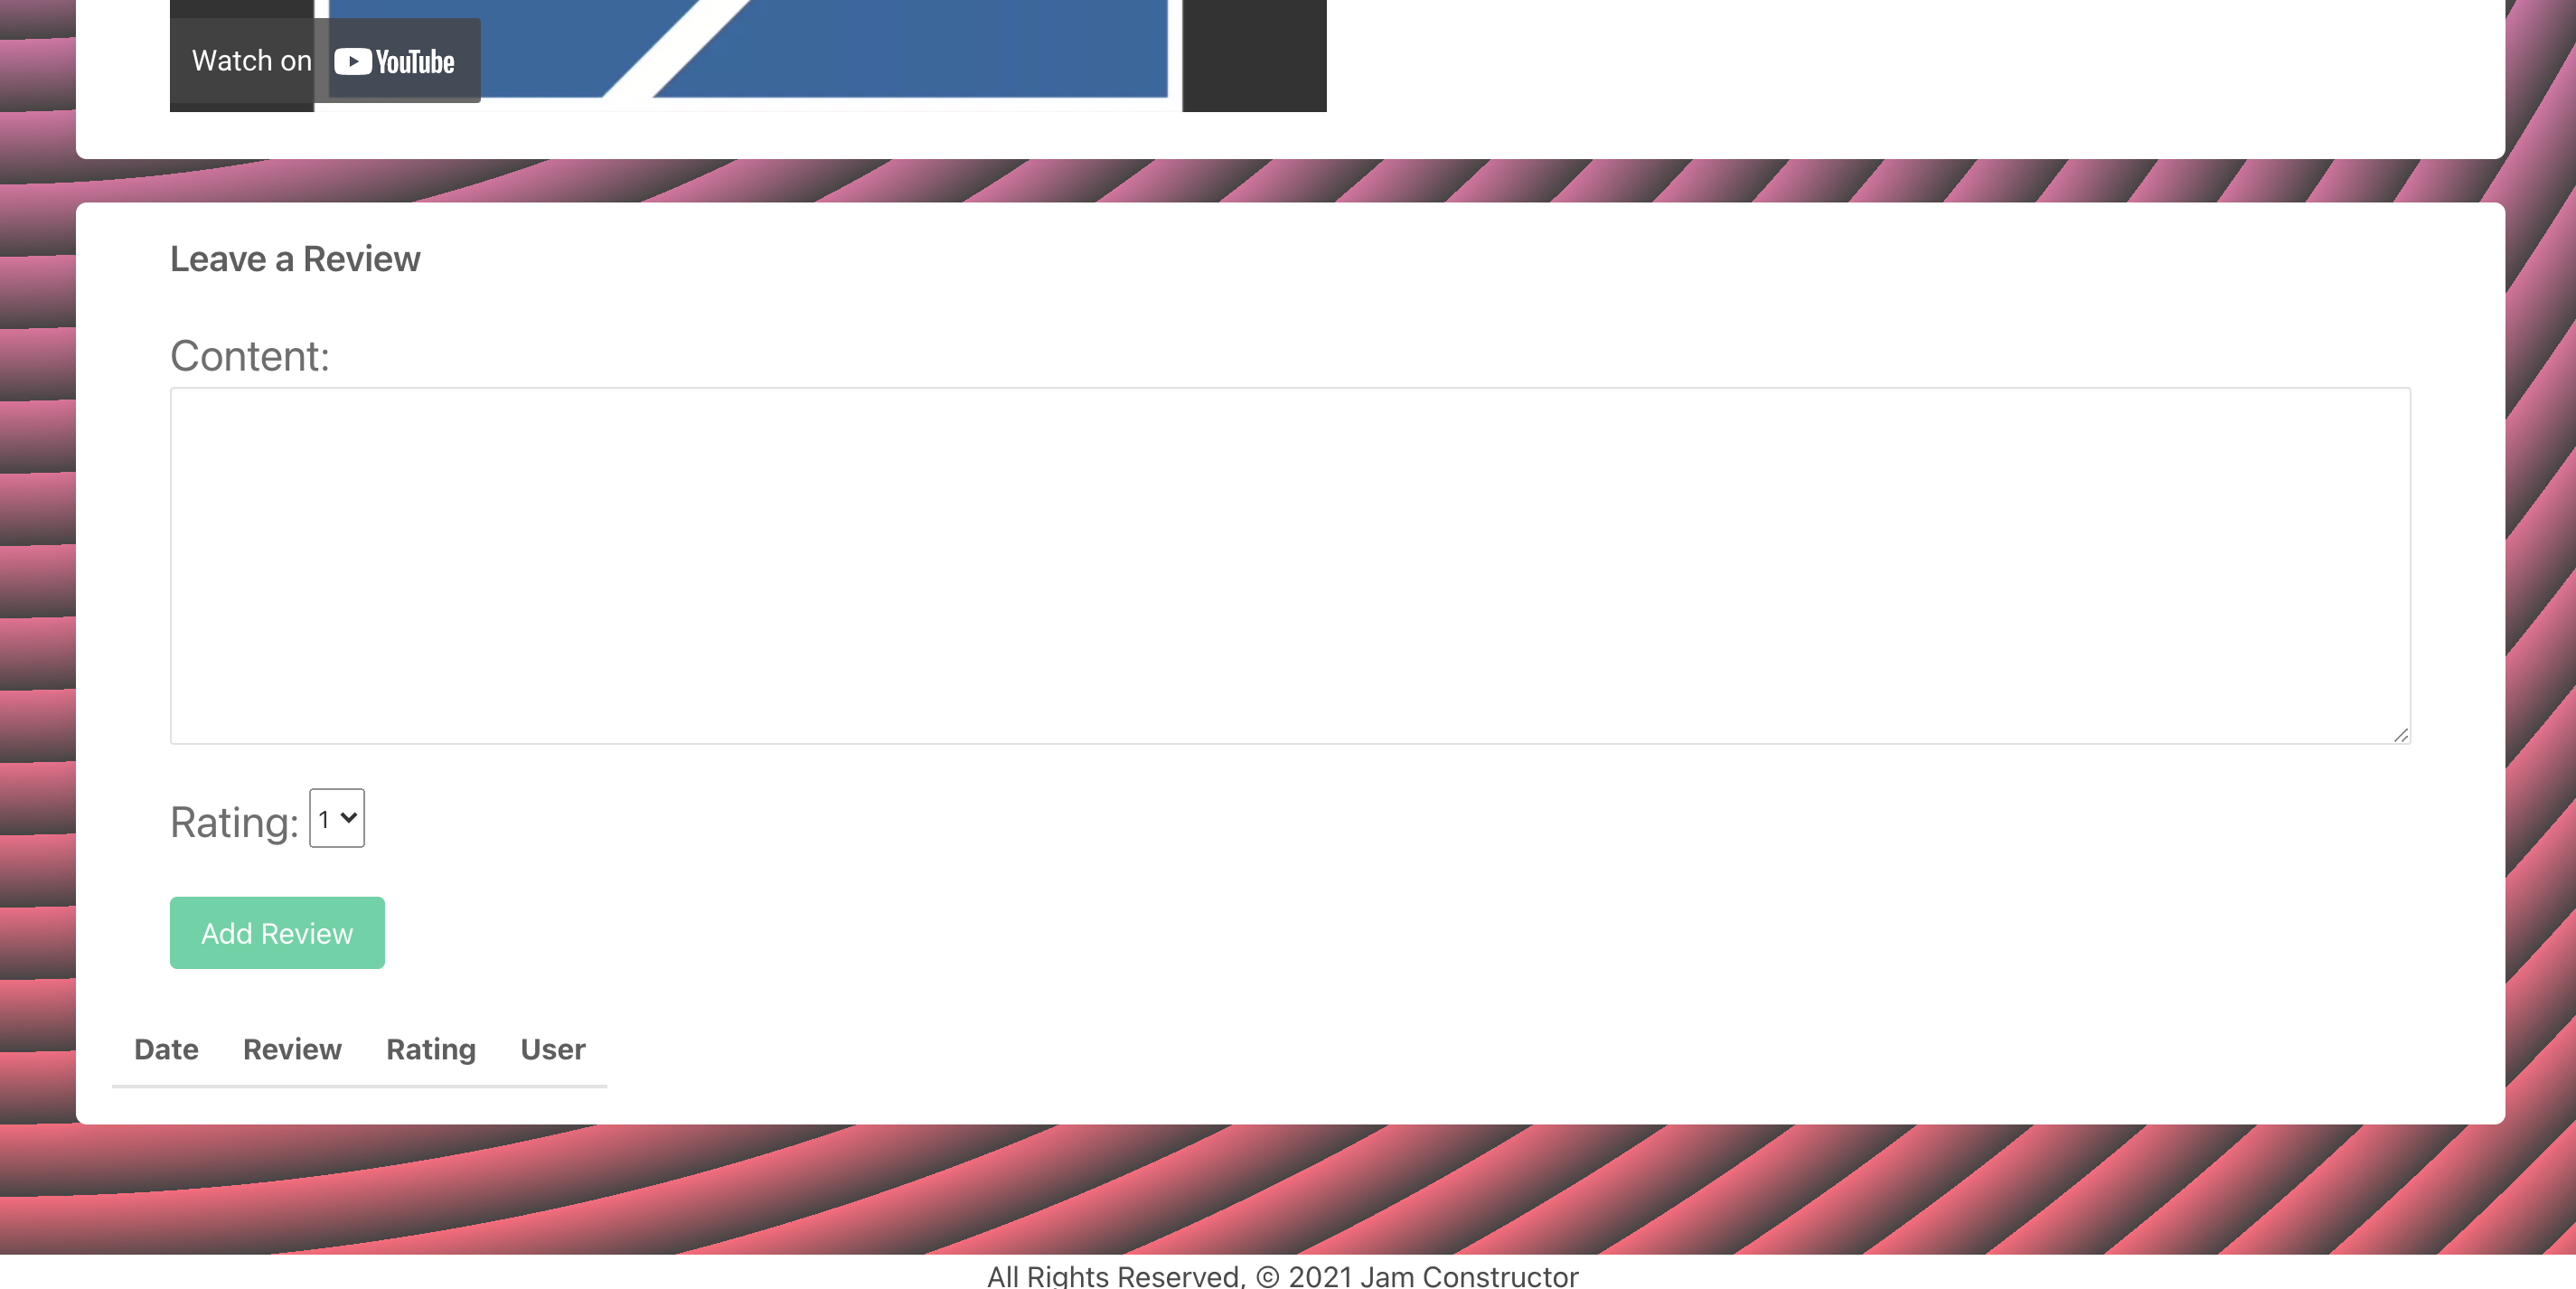 Watch on YouTube
Leave a Review
Content:
Rating: 1
Add Review
Date Review Rating User
All Rights Reserved, © 2021 Jam Constructor